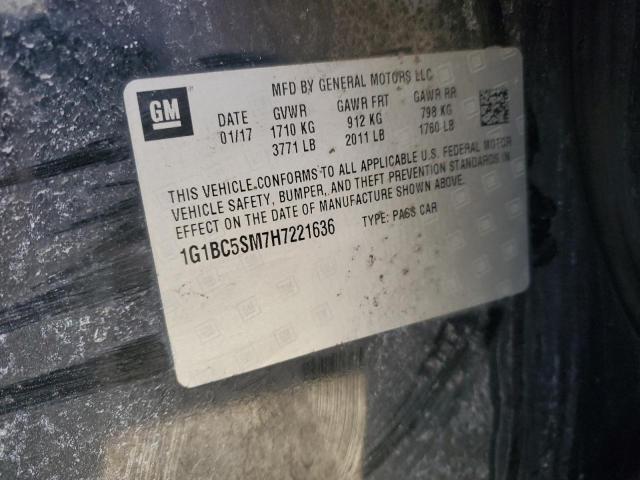 MFD BY GENERAL MOTORS LLC
GM
DATE GVWR GAWR FRT GAWR RR
01/17 1710 KG 912 KG 798 KG
3771 LB 2011 LB 1760 LB
THIS VEHICLE CONFORMS TO ALL APPLICABLE U.S. FEDERAL MOTOR
VEHICLE SAFETY, BUMPER, AND THEFT PREVENTION STANDARDS IN
EFFECT ON THE DATE OF MANUFACTURE SHOWN ABOVE.
1G1BC5SM7H7221636 TYPE: PASS CAR